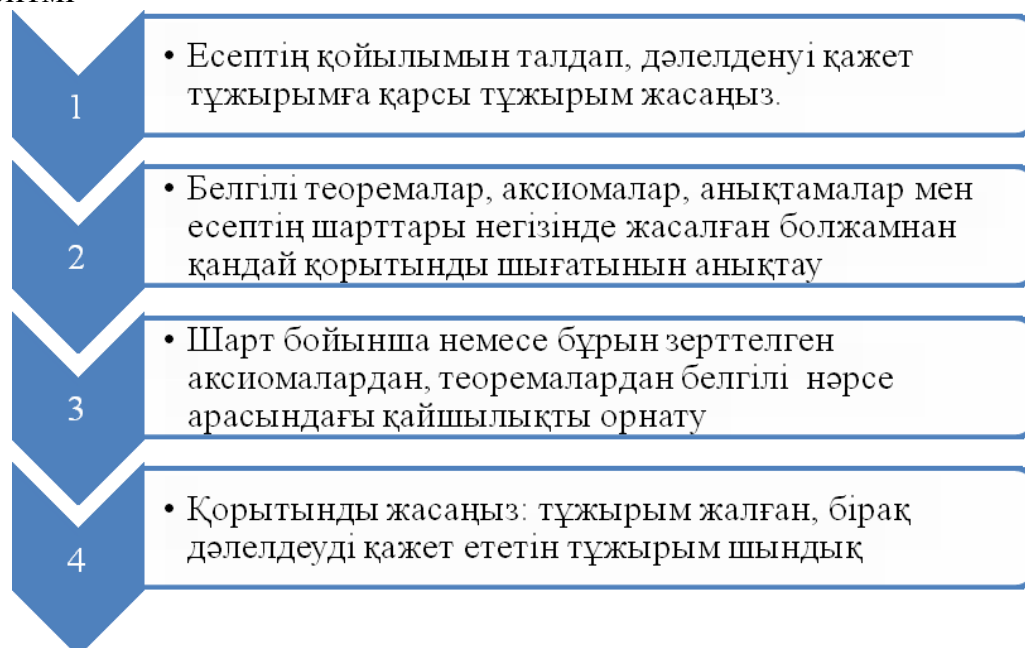 1
• Есептің қойылымын талдап, дәлелденуі қажет
тұжырымға қарсы тұжырым жасаңыз.
2
• Белгілі теоремалар, аксиомалар, анықтамалар мен
есептің шарттары негізінде жасалған болжамнан
қандай қорытынды шығатынын анықтау
3
• Шарт бойынша немесе бұрын зерттелген
аксиомалардан, теоремалардан белгілі нәрсе
арасындағы қайшылықты орнату
4
• Қорытынды жасаңыз: тұжырым жалған, бірақ
дәлелдеуді қажет ететін тұжырым шындық